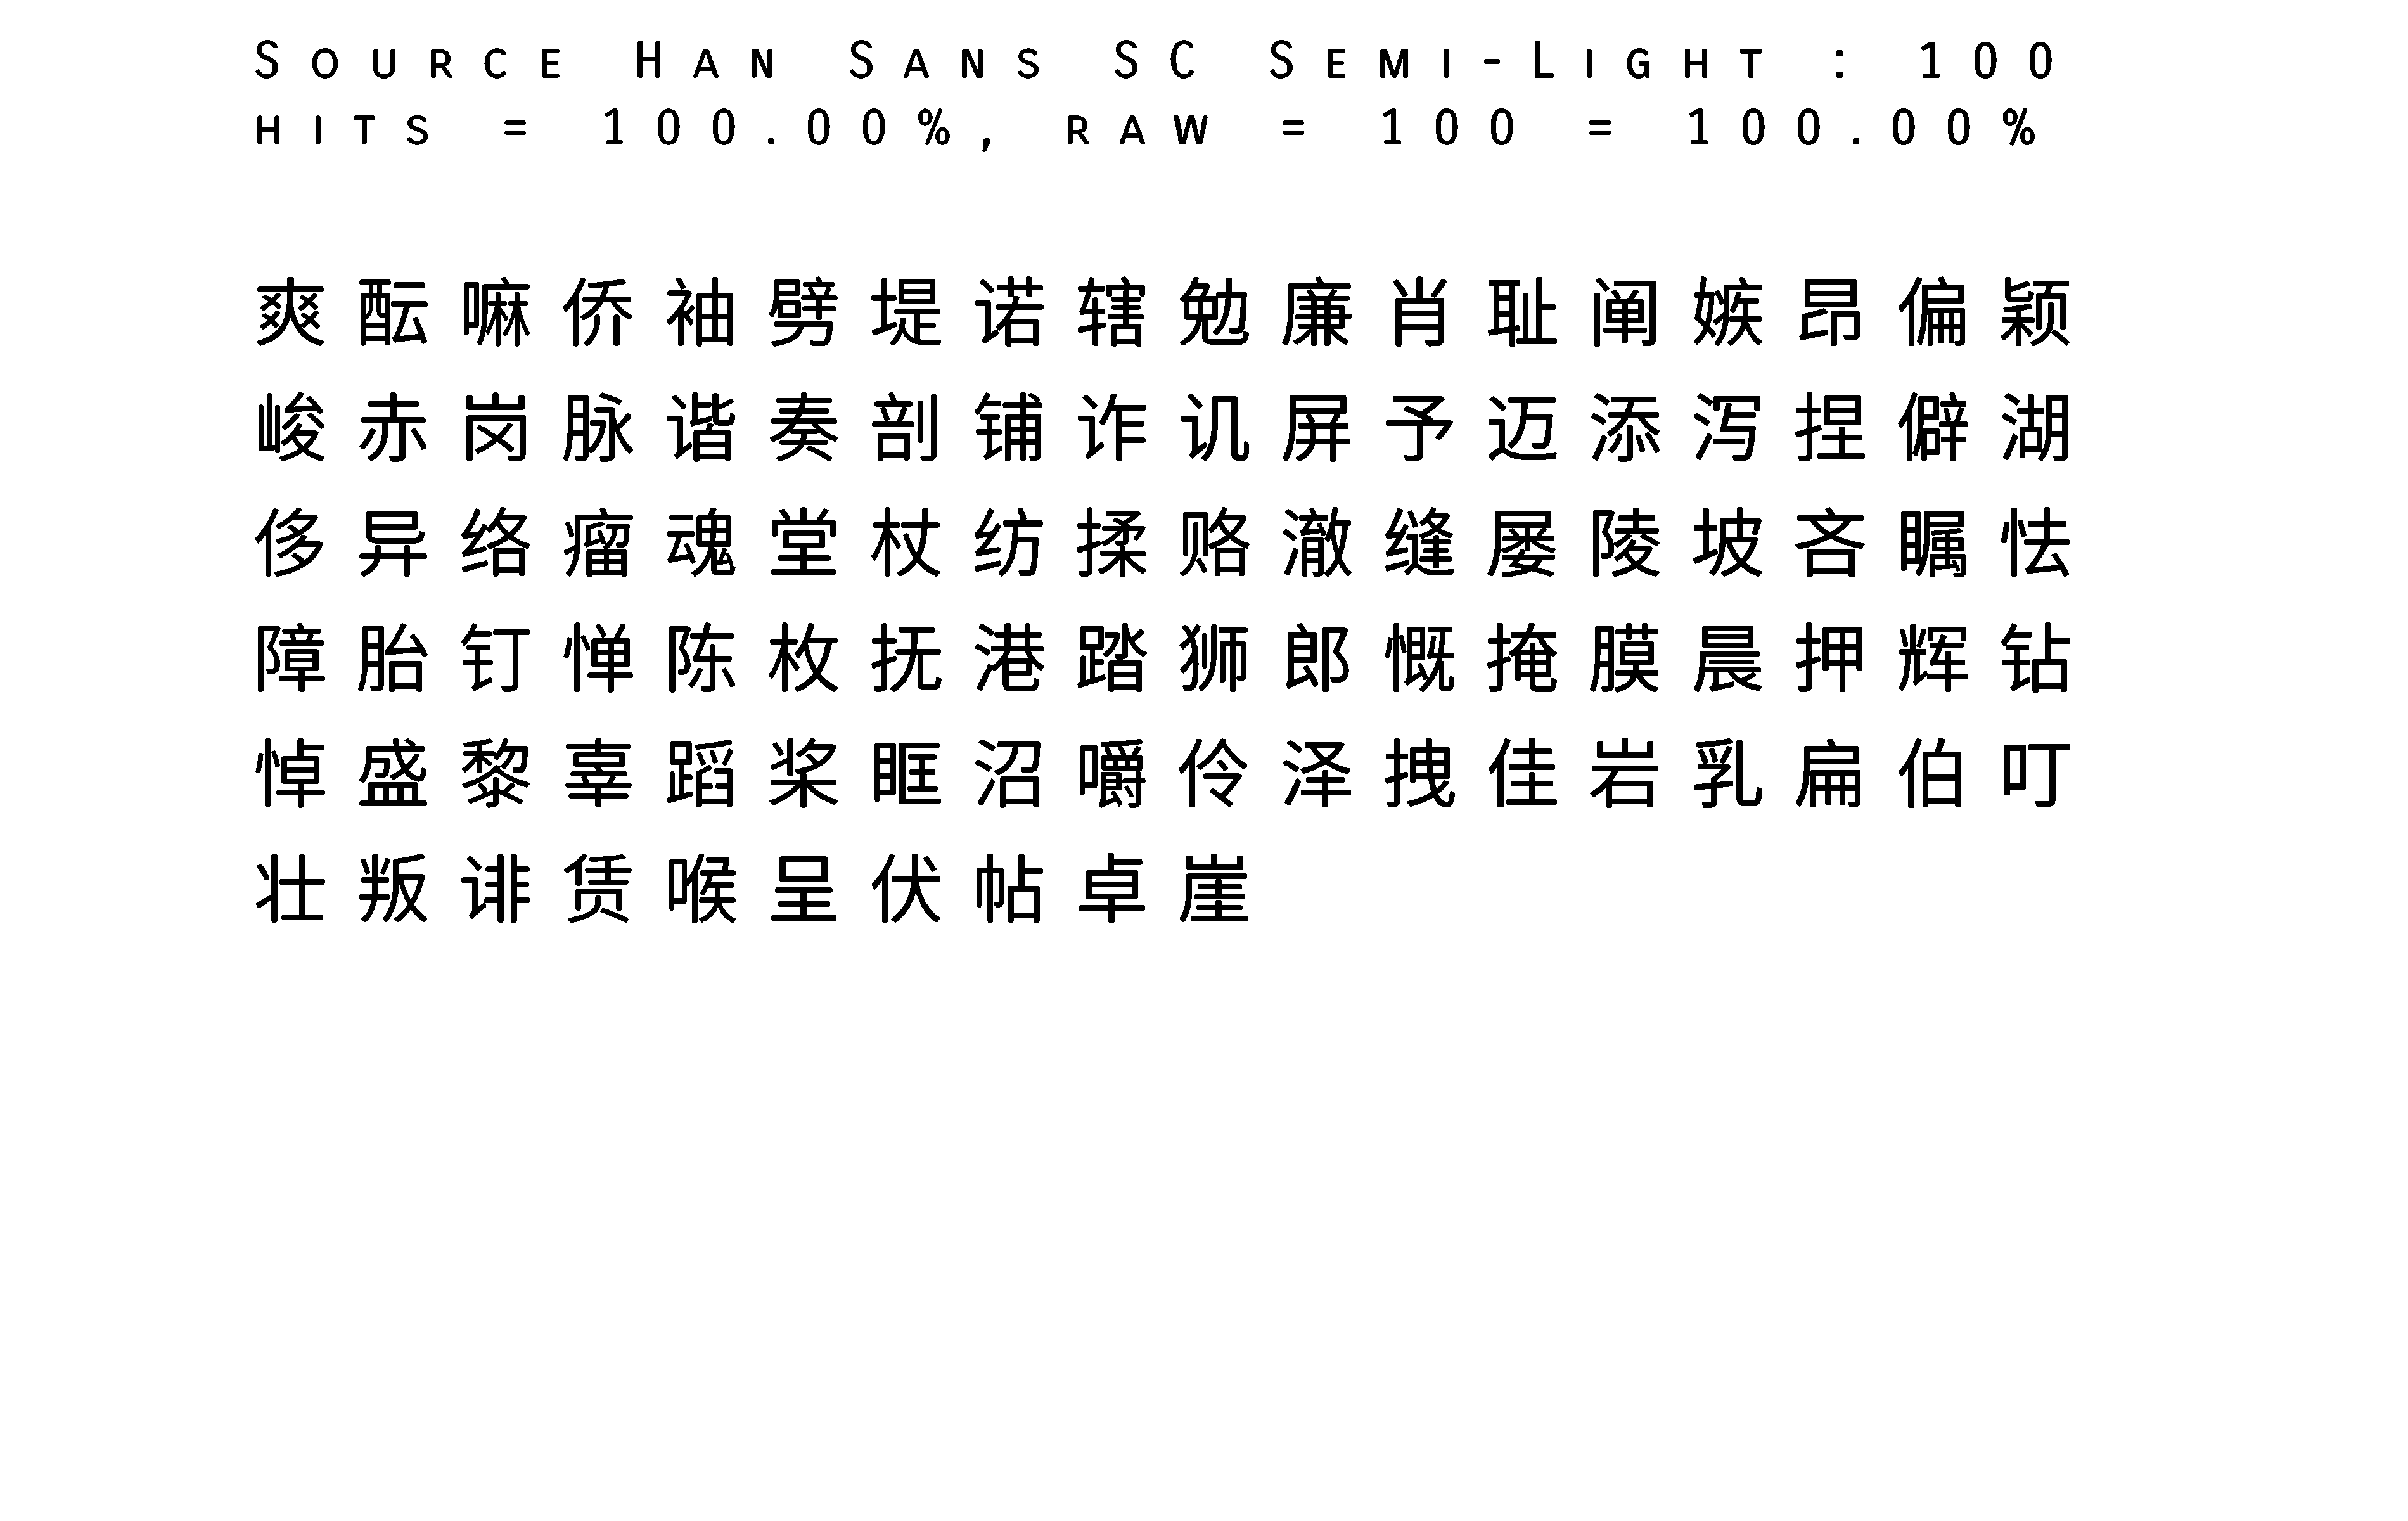 Source Han Sans SC Semi-Light : 100
hits = 100.00%, raw = 100 = 100.00%
爽酝嘛侨袖劈堤诺辖勉廉肖耻阐嫉昂偏颖
峻赤岗脉谐奏剖铺诈讥屏予迈添泻捏僻湖
侈异络瘤魂堂杖纺揉赂澈缝屡陵坡吝瞩怯
障胎钉惮陈枚抚港踏狮郎慨掩膜晨押辉钻
悼盛黎辜蹈桨眶沼嚼伶泽拽佳岩乳扁伯叮
壮叛诽赁喉呈伏帖卓崖